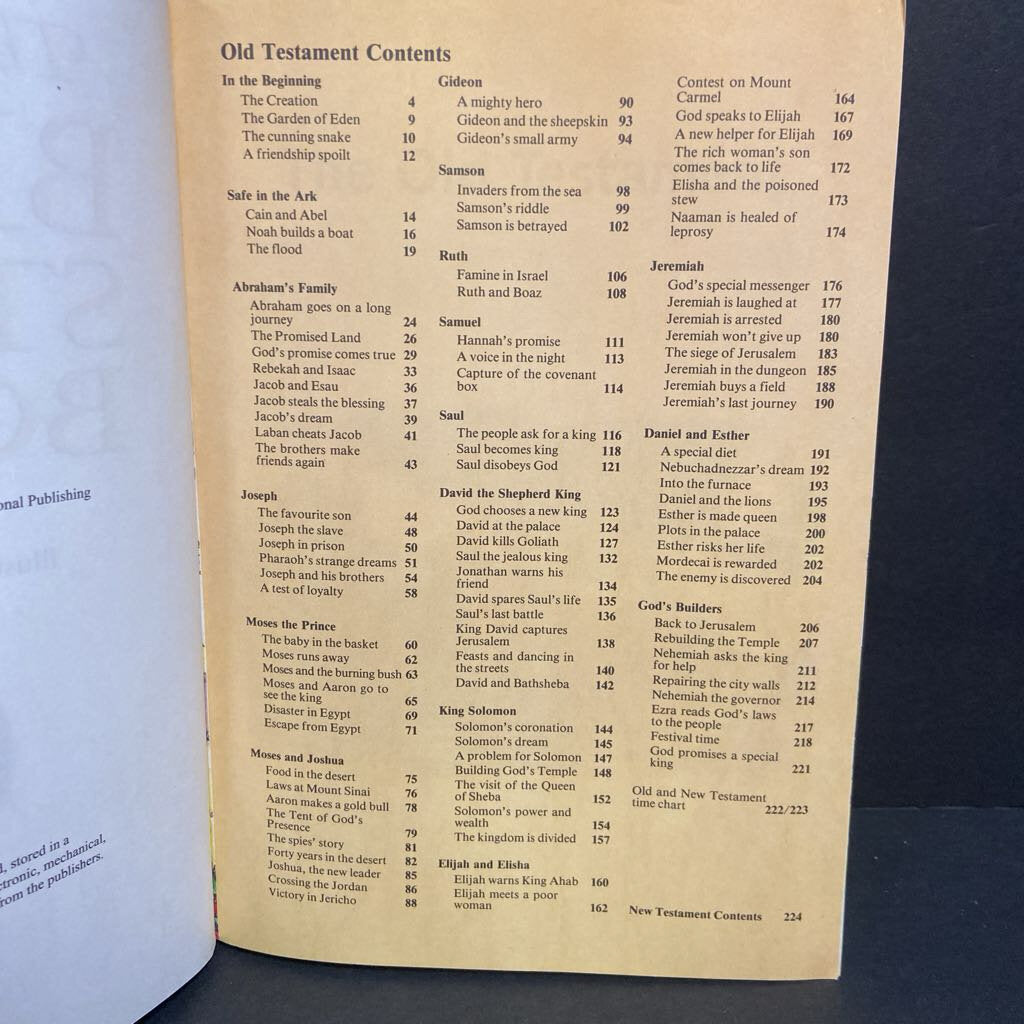 onal Publishing
, stored in a
ctronic, mechanical,
rom the publishers.
Old Testament Contents
In the Beginning
The Creation 4
The Garden of Eden 9
The cunning snake 10
A friendship spoilt 12
Safe in the Ark
Cain and Abel 14
Noah builds a boat 16
The flood 19
Abraham's Family
Abraham goes on a long
journey 24
The Promised Land 26
God's promise comes true 29
Rebekah and Isaac 33
Jacob and Esau 36
Jacob steals the blessing 37
Jacob's dream 39
Laban cheats Jacob 41
The brothers make
friends again 43
Joseph
The favourite son 44
Joseph the slave 48
Joseph in prison 50
Pharaoh's strange dreams 51
Joseph and his brothers 54
A test of loyalty 58
Moses the Prince
The baby in the basket 60
Moses runs away 62
Moses and the burning bush 63
Moses and Aaron go to
see the king 65
Disaster in Egypt 69
Escape from Egypt 71
Moses and Joshua
Food in the desert 75
Laws at Mount Sinai 76
Aaron makes a gold bull 78
The Tent of God's
Presence 79
The spies' story 81
Forty years in the desert 82
Joshua, the new leader 85
Crossing the Jordan 86
Victory in Jericho 88
Gideon
A mighty hero 90
Gideon and the sheepskin 93
Gideon's small army 94
Samson
Invaders from the sea 98
Samson's riddle 99
Samson is betrayed 102
Ruth
Famine in Israel 106
Ruth and Boaz 108
Samuel
Hannah's promise 111
A voice in the night 113
Capture of the covenant
box 114
Saul
The people ask for a king 116
Saul becomes king 118
Saul disobeys God 121
David the Shepherd King
God chooses a new king 123
David at the palace 124
David kills Goliath 127
Saul the jealous king 132
Jonathan warns his
friend 134
David spares Saul's life 135
Saul's last battle 136
King David captures
Jerusalem 138
Feasts and dancing in
the streets 140
David and Bathsheba 142
King Solomon
Solomon's coronation 144
Solomon's dream 145
A problem for Solomon 147
Building God's Temple 148
The visit of the Queen
of Sheba 152
Solomon's power and
wealth 154
The kingdom is divided 157
Elijah and Elisha
Elijah warns King Ahab 160
Elijah meets a poor
woman 162
Contest on Mount
Carmel 164
God speaks to Elijah 167
A new helper for Elijah 169
The rich woman's son
comes back to life 172
Elisha and the poisoned
stew 173
Naaman is healed of
leprosy 174
Jeremiah
God's special messenger 176
Jeremiah is laughed at 177
Jeremiah is arrested 180
Jeremiah won't give up 180
The siege of Jerusalem 183
Jeremiah in the dungeon 185
Jeremiah buys a field 188
Jeremiah's last journey 190
Daniel and Esther
A special diet 191
Nebuchadnezzar's dream 192
Into the furnace 193
Daniel and the lions 195
Esther is made queen 198
Plots in the palace 200
Esther risks her life 202
Mordecai is rewarded 202
The enemy is discovered 204
God's Builders
Back to Jerusalem 206
Rebuilding the Temple 207
Nehemiah asks the king
for help 211
Repairing the city walls 212
Nehemiah the governor 214
Ezra reads God's laws
to the people 217
Festival time 218
God promises a special
king 221
Old and New Testament
time chart 222/223
New Testament Contents 224